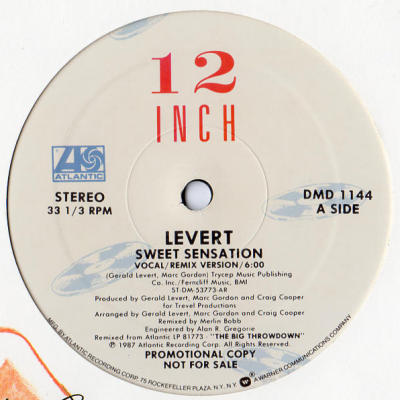 12
INCH
ATLANTIC
STEREO
33 1/3 RPM
DMD 1144
A SIDE
LEVERT
SWEET SENSATION
VOCAL/REMIX VERSION/6:00
(Gerald Levert, Marc Gordon) Trycep Music Publishing
Co. Inc./Ferncliff Music, BMI
ST-DM-53773-AR
Produced by Gerald Levert, Marc Gordon and Craig Cooper
for Trevel Productions
Arranged by Gerald Levert, Marc Gordon and Craig Cooper
Remixed by Merlin Bobb
Engineered by Alan R. Gregorie
Remixed from Atlantic LP 81773 - "THE BIG THROWDOWN"
℗ 1987 Atlantic Recording Corp. All Rights Reserved.
PROMOTIONAL COPY
NOT FOR SALE
MFG. BY ATLANTIC RECORDING CORP. 75 ROCKEFELLER PLAZA, N.Y., N.Y. A WARNER COMMUNICATIONS COMPANY